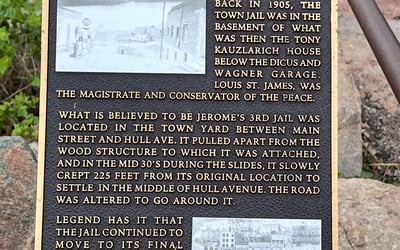 BACK IN 1905, THE
TOWN JAIL WAS IN THE
BASEMENT OF WHAT
WAS THEN THE TONY
KAUZLARICH HOUSE
BELOW THE DICUS AND
WAGNER GARAGE.
LOUIS ST. JAMES, WAS
THE MAGISTRATE AND CONSERVATOR OF THE PEACE.
WHAT IS BELIEVED TO BE JEROME'S 3RD JAIL WAS
LOCATED IN THE TOWN YARD BETWEEN MAIN
STREET AND HULL AVE. IT PULLED APART FROM THE
WOOD STRUCTURE TO WHICH IT WAS ATTACHED,
AND IN THE MID 30'S DURING THE SLIDES, IT SLOWLY
CREPT 225 FEET FROM ITS ORIGINAL LOCATION TO
SETTLE IN THE MIDDLE OF HULL AVENUE. THE ROAD
WAS ALTERED TO GO AROUND IT.
LEGEND HAS IT THAT
THE JAIL CONTINUED TO
MOVE TO ITS FINAL